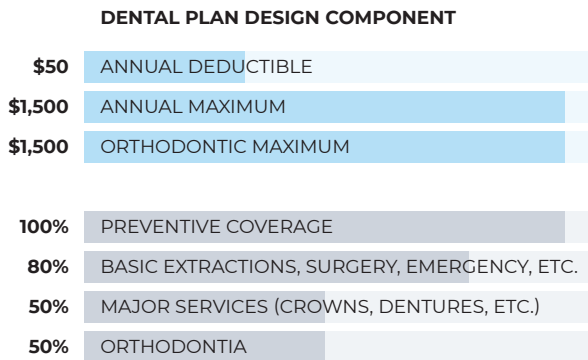 DENTAL PLAN DESIGN COMPONENT
$50 ANNUAL DEDUCTIBLE
$1,500 ANNUAL MAXIMUM
$1,500 ORTHODONTIC MAXIMUM
100% PREVENTIVE COVERAGE
80% BASIC EXTRACTIONS, SURGERY, EMERGENCY, ETC.
50% MAJOR SERVICES (CROWNS, DENTURES, ETC.)
50% ORTHODONTIA